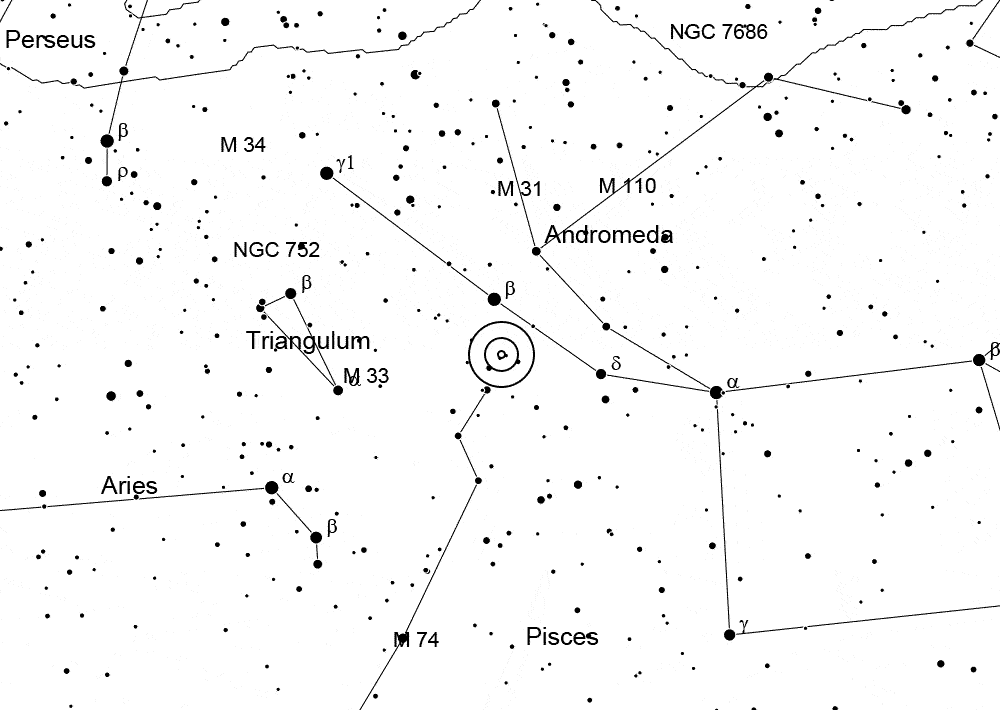 NGC 7686
Perseus
β
M 34
γ1
ρ
M 31
M 110
Andromeda
NGC 752
β
β
Triangulum
β
δ
M 33
α
α
Aries
α
β
γ
M 74
Pisces